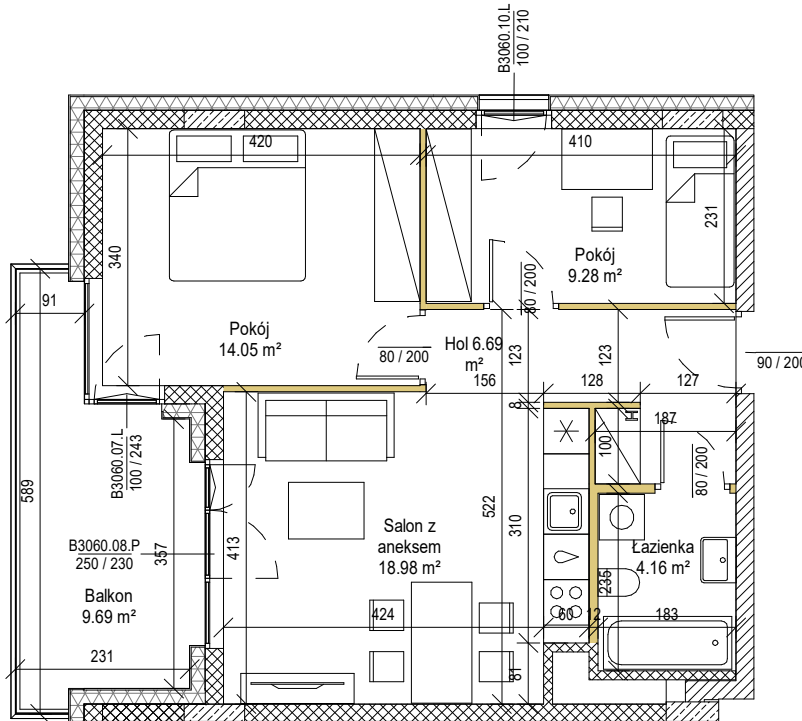 B3060.10.L
100 / 210
420
410
340
231
Pokój
9.28 m²
91
80 / 200
Pokój
14.05 m²
Hol 6.69
m²
123
123
80 / 200
90 / 200
156
128
127
8
187
B3060.07.L
100 / 243
100
80 / 200
589
522
310
B3060.08.P
250 / 230
357
413
Salon z
aneksem
18.98 m²
Łazienka
4.16 m²
235
Balkon
9.69 m²
424
60
12
183
231
81